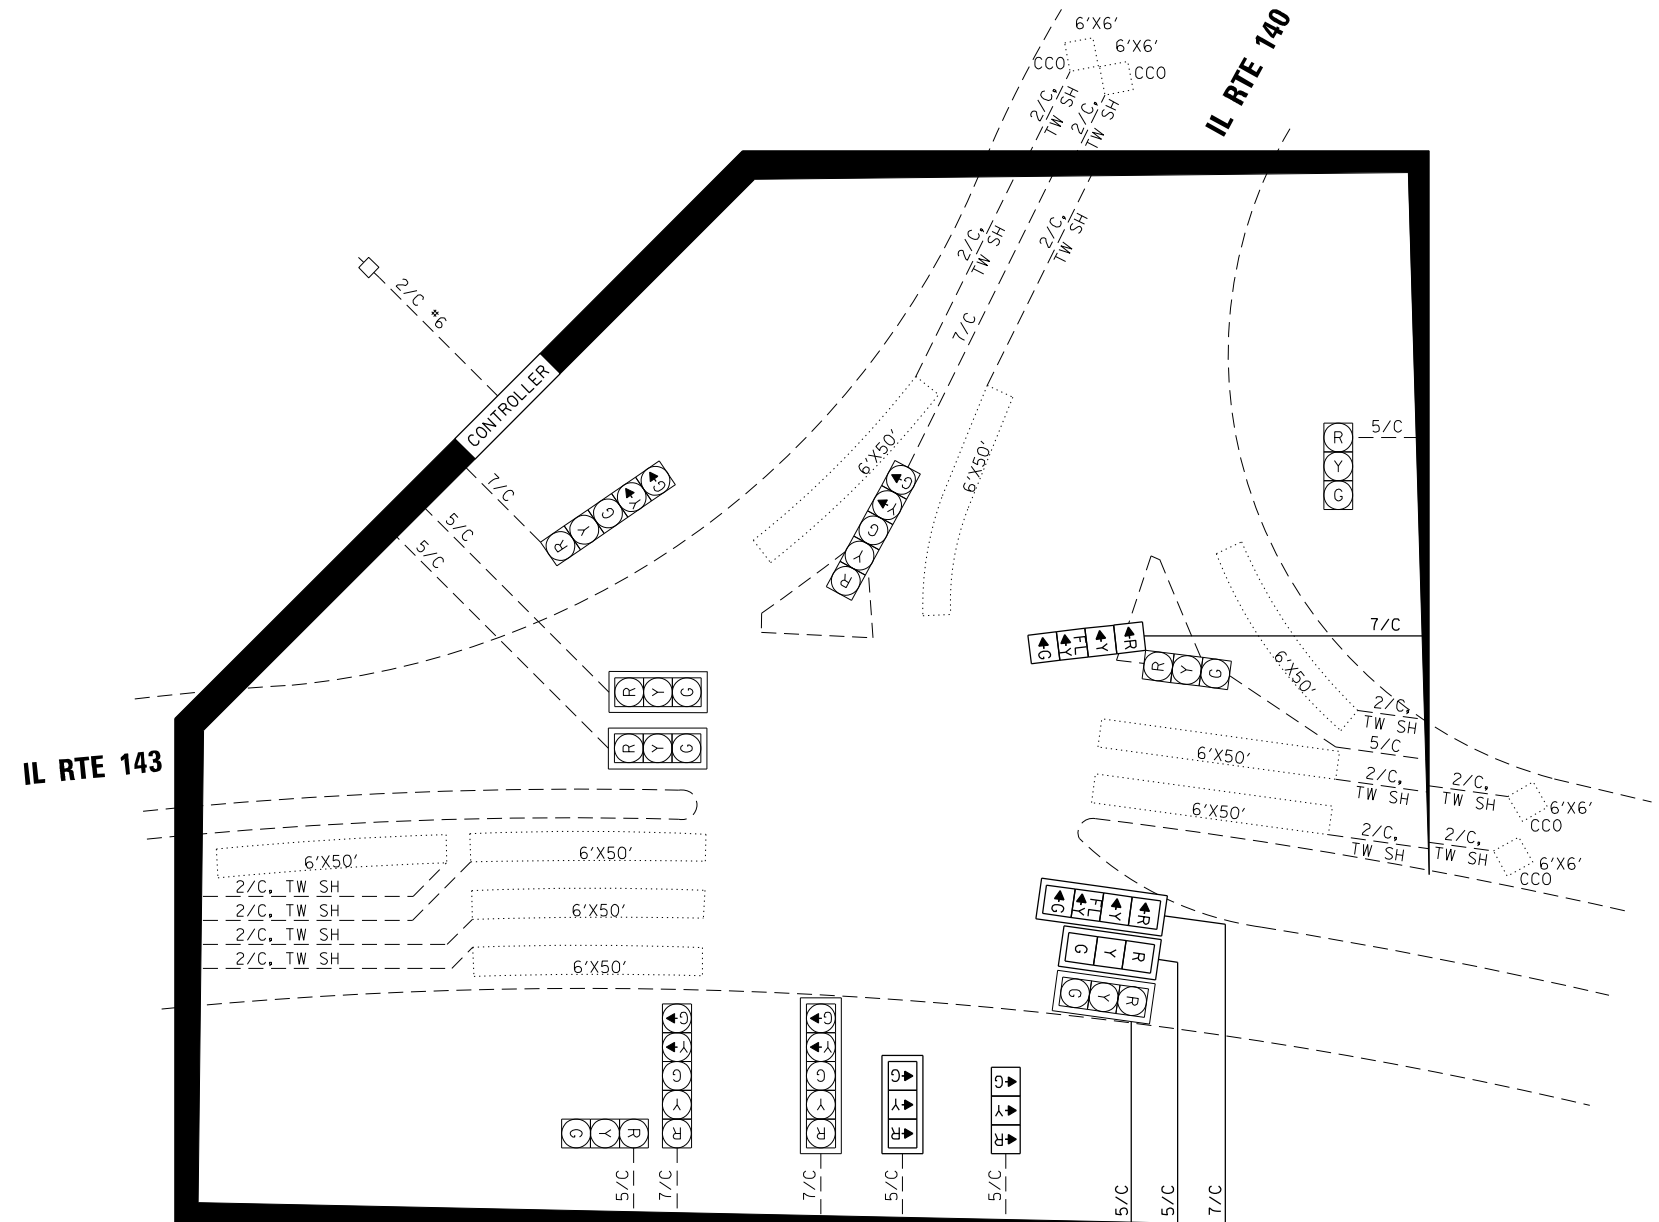 6'X6'
6'X6'
CCO
CCO
IL RTE 140
2/C,
TW SH
2/C,
TW SH
2/C,
TW SH
2/C,
TW SH
2/C #6
7/C
CONTROLLER
6'X50'
6'X50'
R Y G Y G
R Y G Y G
5/C
R
Y
G
7/C
5/C
5/C
7/C
G FL Y Y R
R Y G
6'X50'
R Y G
R Y G
2/C,
TW SH
5/C
IL RTE 143
6'X50'
6'X50'
2/C,
TW SH
2/C,
TW SH
6'X6'
CCO
2/C,
TW SH
2/C,
TW SH
6'X6'
CCO
6'X50'
6'X50'
2/C, TW SH
2/C, TW SH
2/C, TW SH
2/C, TW SH
6'X50'
6'X50'
G FL Y Y R
G Y R
G Y R
G Y G Y R
G Y G Y R
G Y R
G Y R
G Y R
5/C
7/C
7/C
5/C
5/C
5/C
5/C
7/C